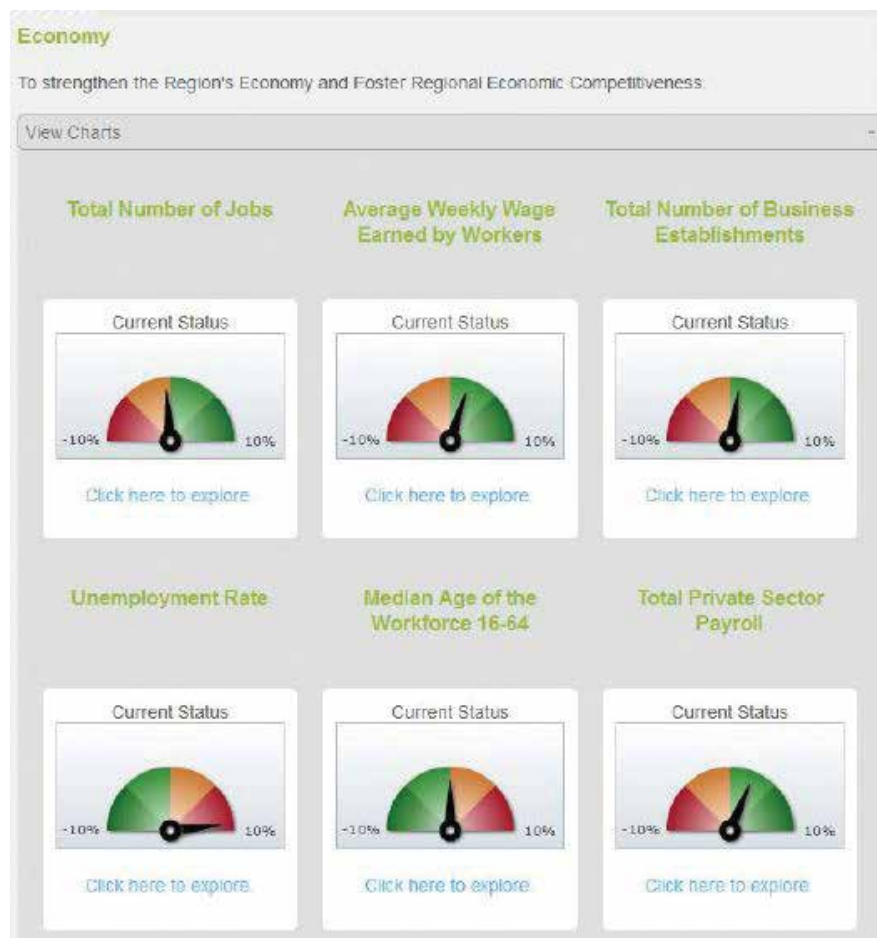 Economy
To strengthen the Region's Economy and Foster Regional Economic Competitiveness.
View Charts -
Total Number of Jobs
Average Weekly Wage
Earned by Workers
Total Number of Business
Establishments
Current Status
-10% 10%
Click here to explore
Current Status
-10% 10%
Click here to explore
Current Status
-10% 10%
Click here to explore
Unemployment Rate
Median Age of the
Workforce 16-64
Total Private Sector
Payroll
Current Status
-10% 10%
Click here to explore
Current Status
-10% 10%
Click here to explore
Current Status
-10% 10%
Click here to explore